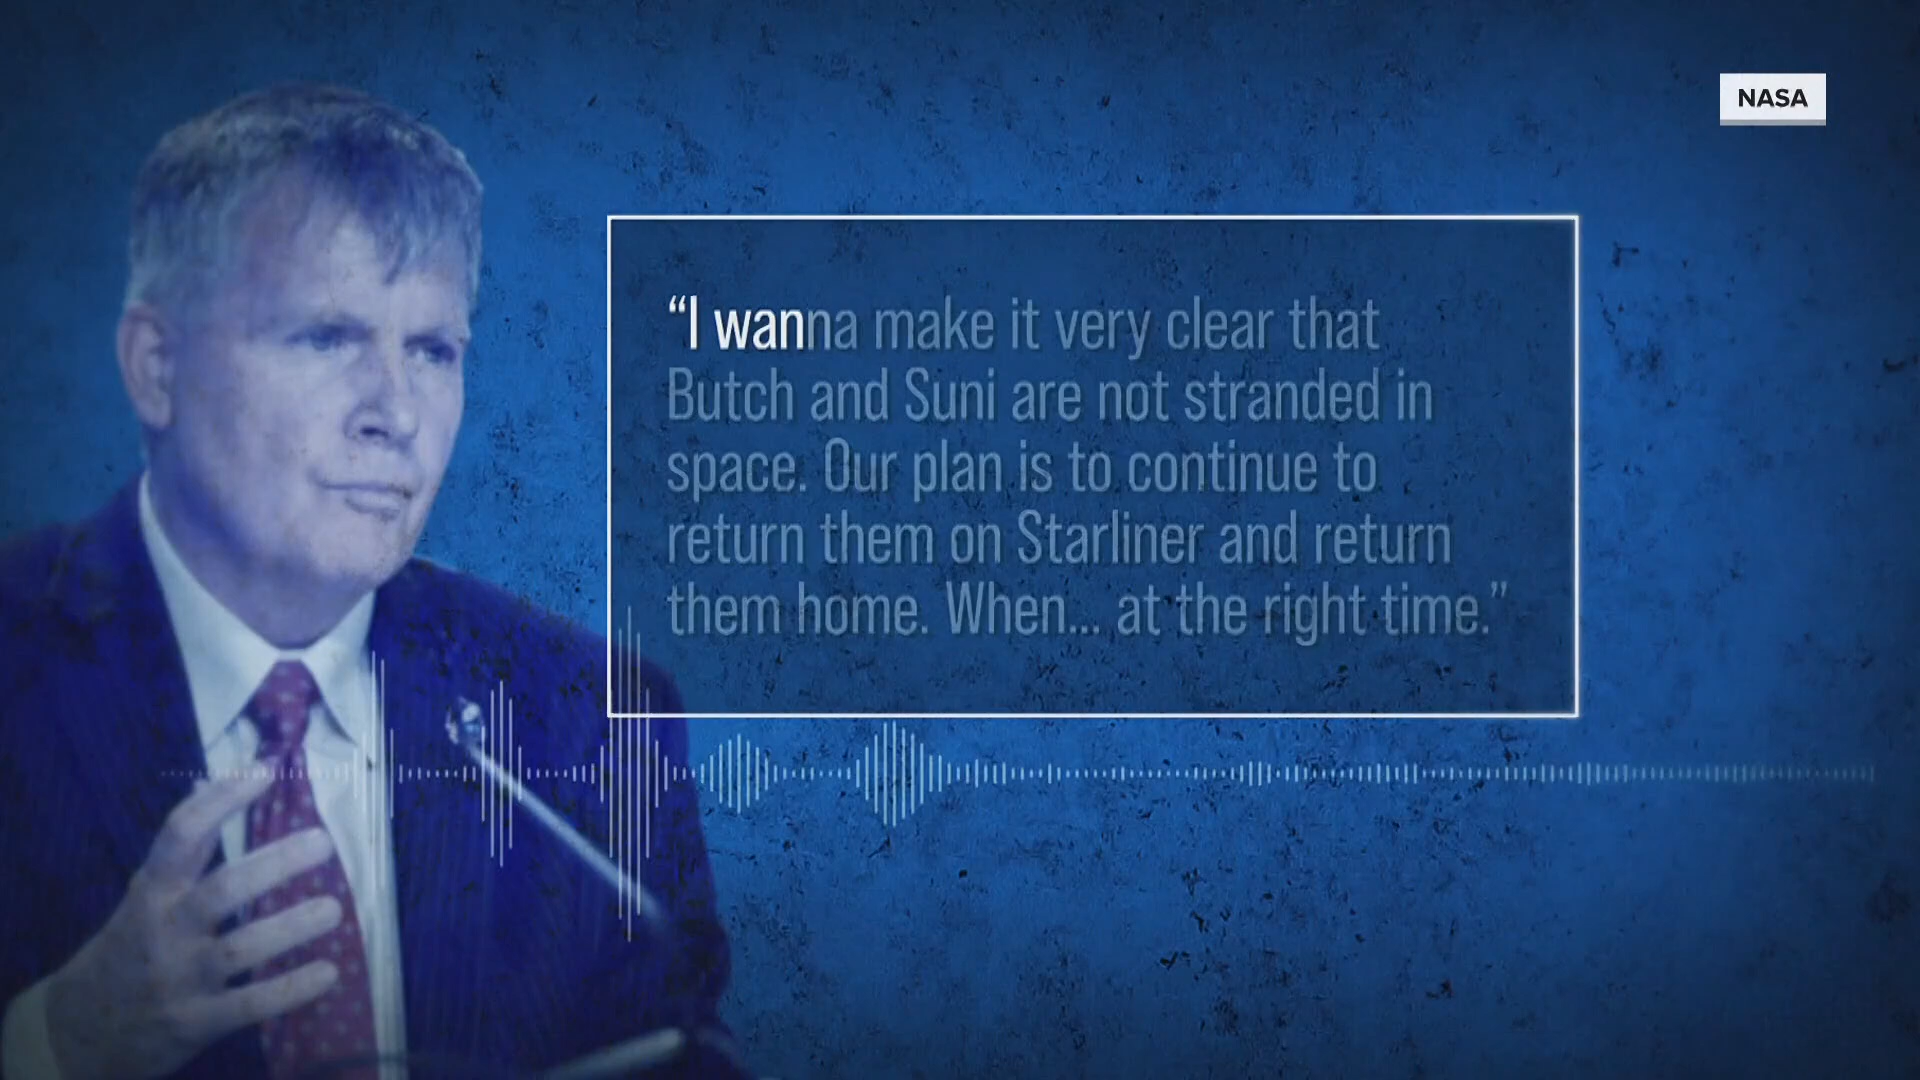 NASA
“I wanna make it very clear that
Butch and Suni are not stranded in
space. Our plan is to continue to
return them on Starliner and return
them home. When... at the right time.”